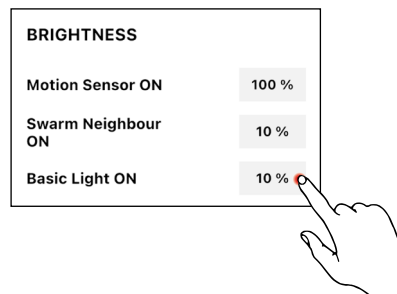 BRIGHTNESS
Motion Sensor ON 100 %
Swarm Neighbour
ON 10 %
Basic Light ON 10 %